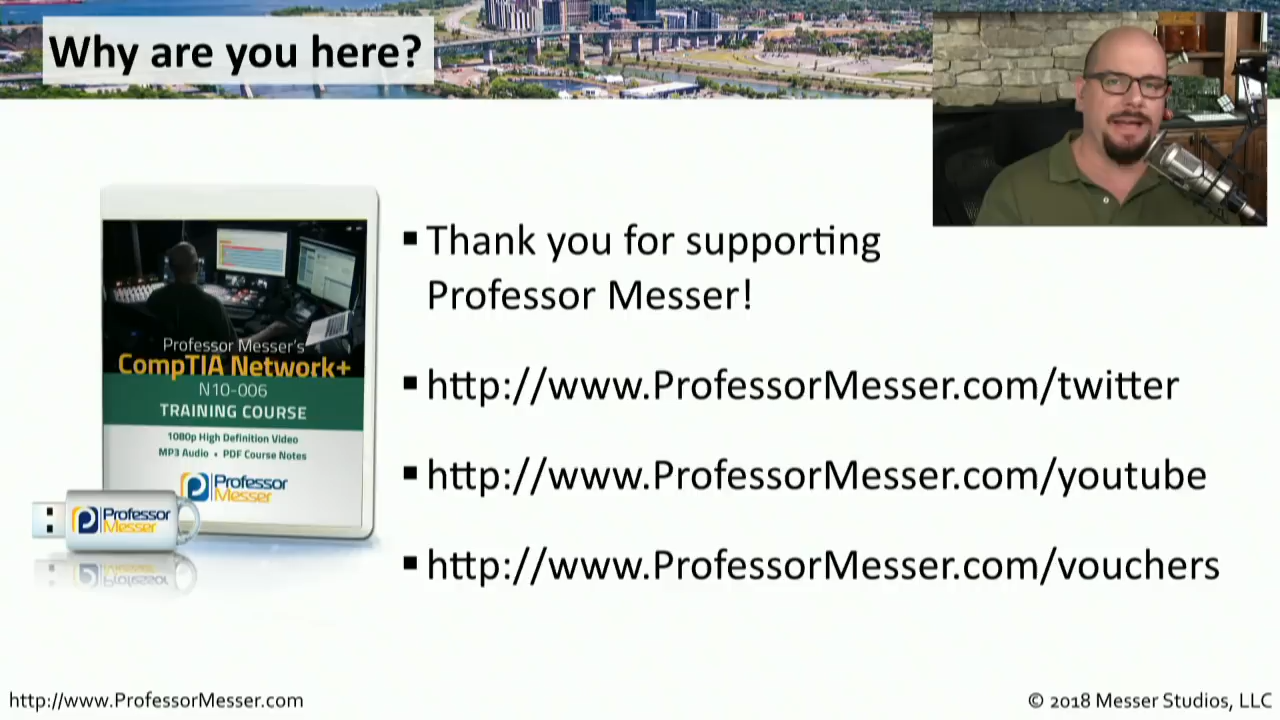 Why are you here?
Professor Messer's
CompTIA Network+
N10-006
TRAINING COURSE
1080p High Definition Video
MP3 Audio • PDF Course Notes
Professor
Messer
Professor
Messer
▪ Thank you for supporting
Professor Messer!
▪ http://www.ProfessorMesser.com/twitter
▪ http://www.ProfessorMesser.com/youtube
▪ http://www.ProfessorMesser.com/vouchers
http://www.ProfessorMesser.com
© 2018 Messer Studios, LLC